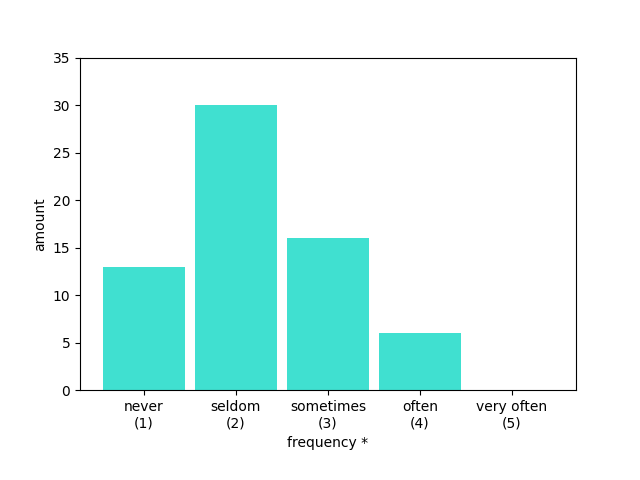 35
30
25
20
15
10
5
0
amount
never seldom sometimes often very often
(1) (2) (3) (4) (5)
frequency *